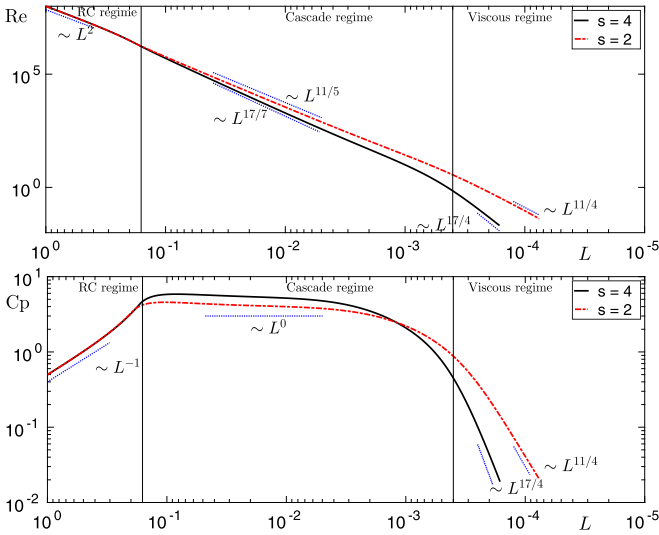 Re
RC regime
Cascade regime
Viscous regime
s = 4
s = 2
~ L^2
~ L^{11/5}
~ L^{17/7}
~ L^{17/4}
~ L^{11/4}
10^5
10^0
10^0 10^{-1} 10^{-2} 10^{-3} 10^{-4} L 10^{-5}
Cp
RC regime
Cascade regime
Viscous regime
s = 4
s = 2
~ L^{-1}
~ L^0
~ L^{11/4}
~ L^{17/4}
10^1
10^0
10^{-1}
10^{-2}
10^0 10^{-1} 10^{-2} 10^{-3} 10^{-4} L 10^{-5}